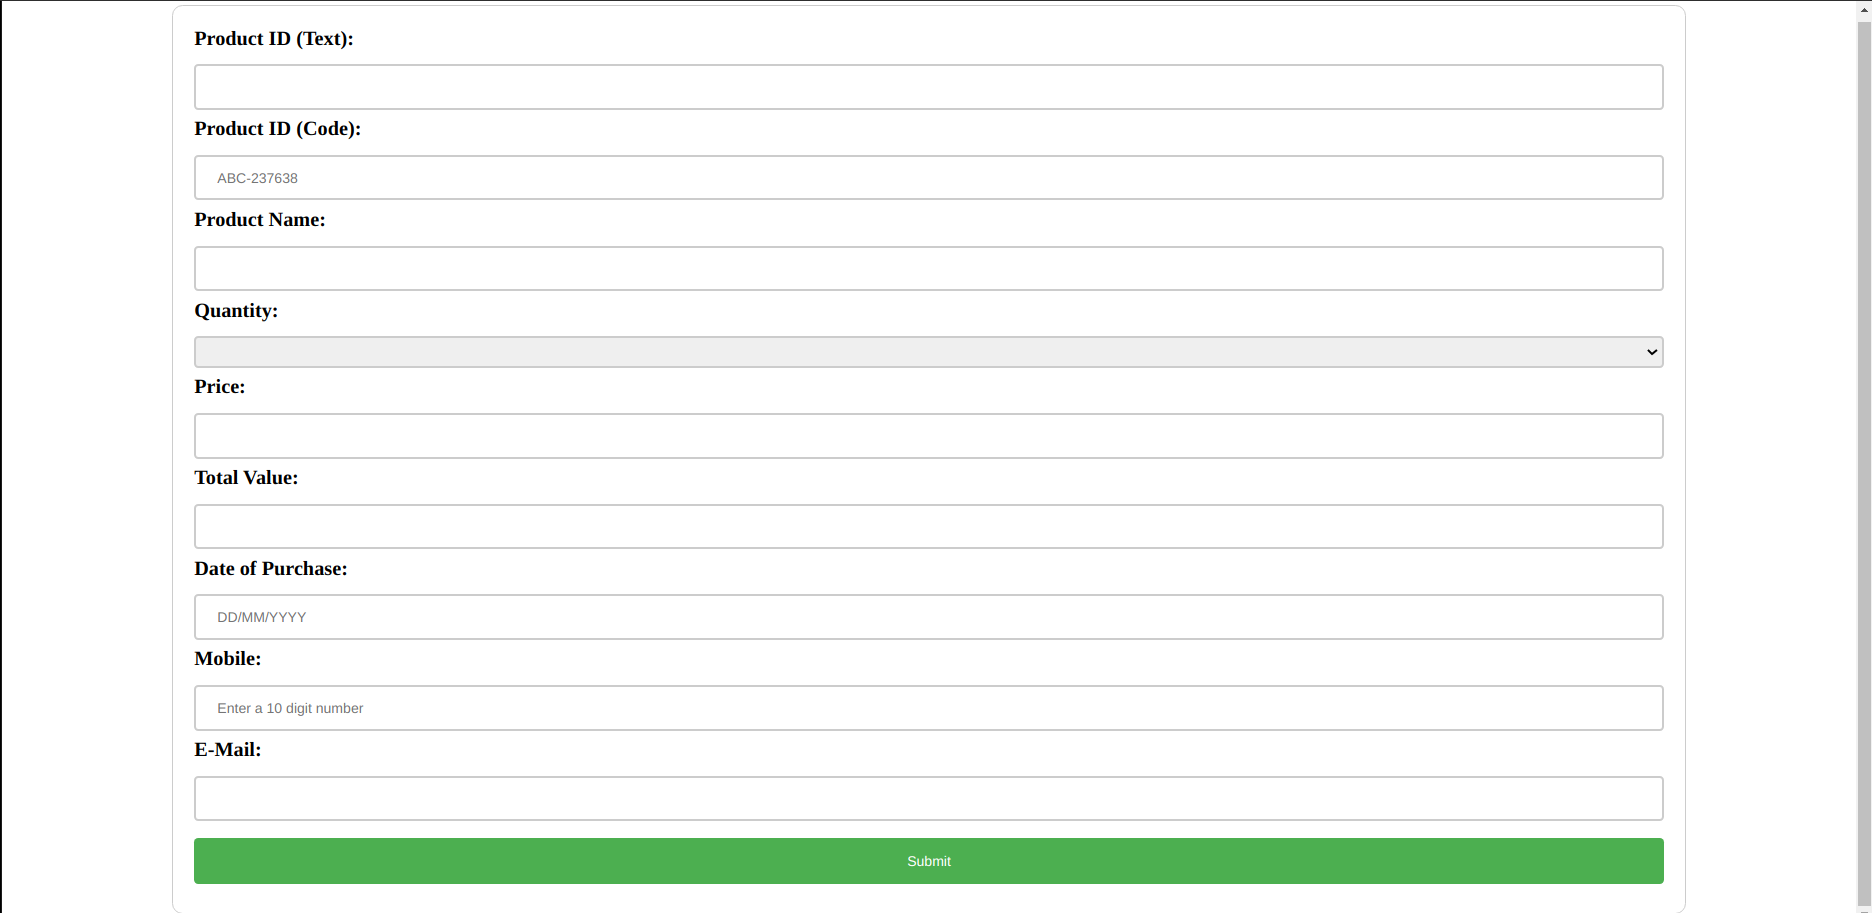 Product ID (Text):
Product ID (Code):
ABC-237638
Product Name:
Quantity:
Price:
Total Value:
Date of Purchase:
DD/MM/YYYY
Mobile:
Enter a 10 digit number
E-Mail:
Submit